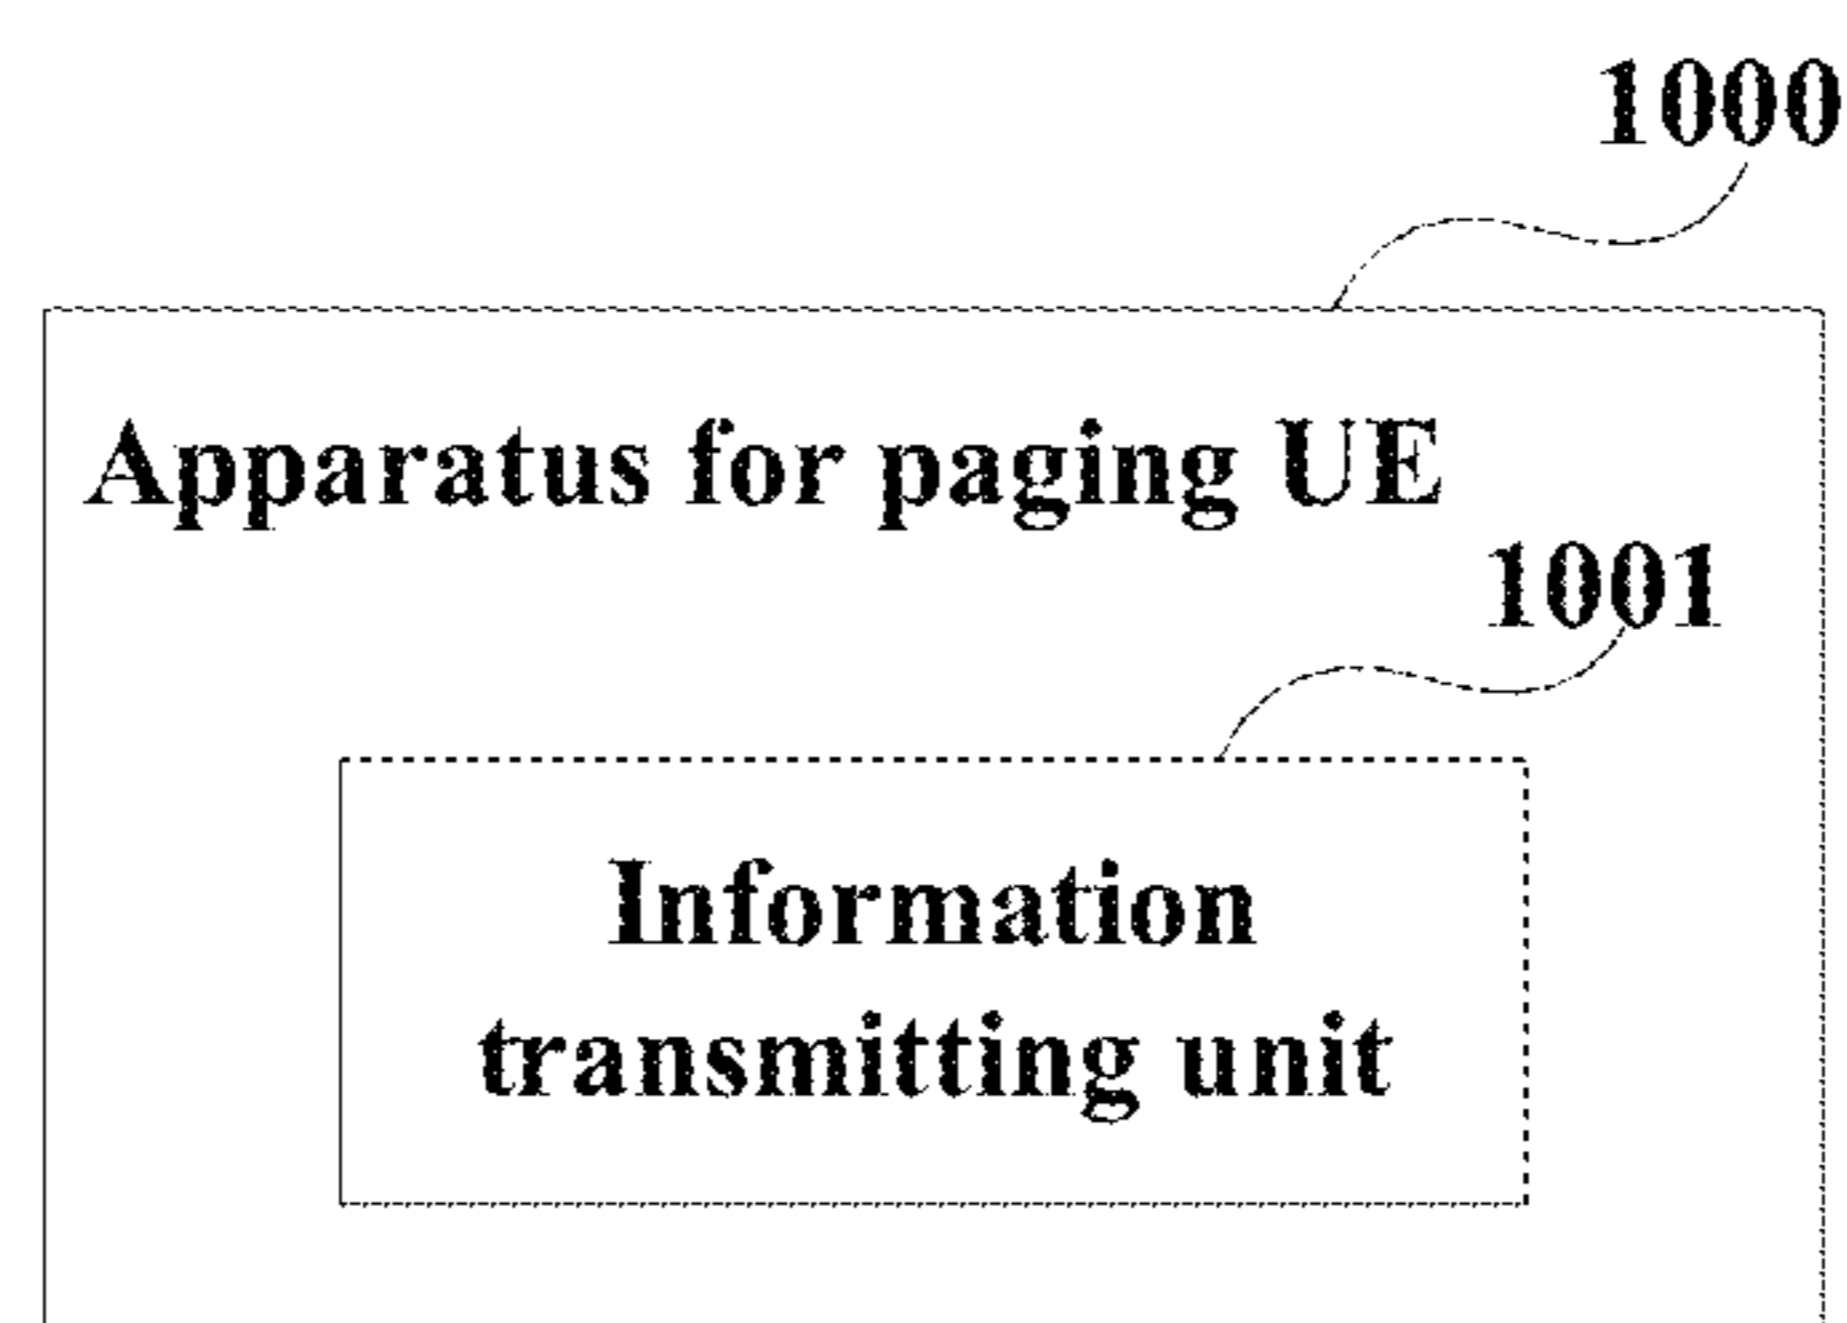 1000
Apparatus for paging UE
1001
Information
transmitting unit